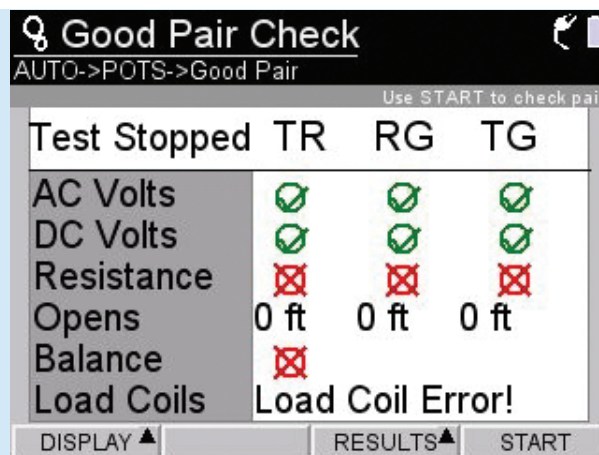 Good Pair Check
AUTO->POTS->Good Pair
Use START to check pai
Test Stopped TR RG TG
AC Volts
DC Volts
Resistance
Opens 0 ft 0 ft 0 ft
Balance
Load Coils Load Coil Error!
DISPLAY RESULTS START